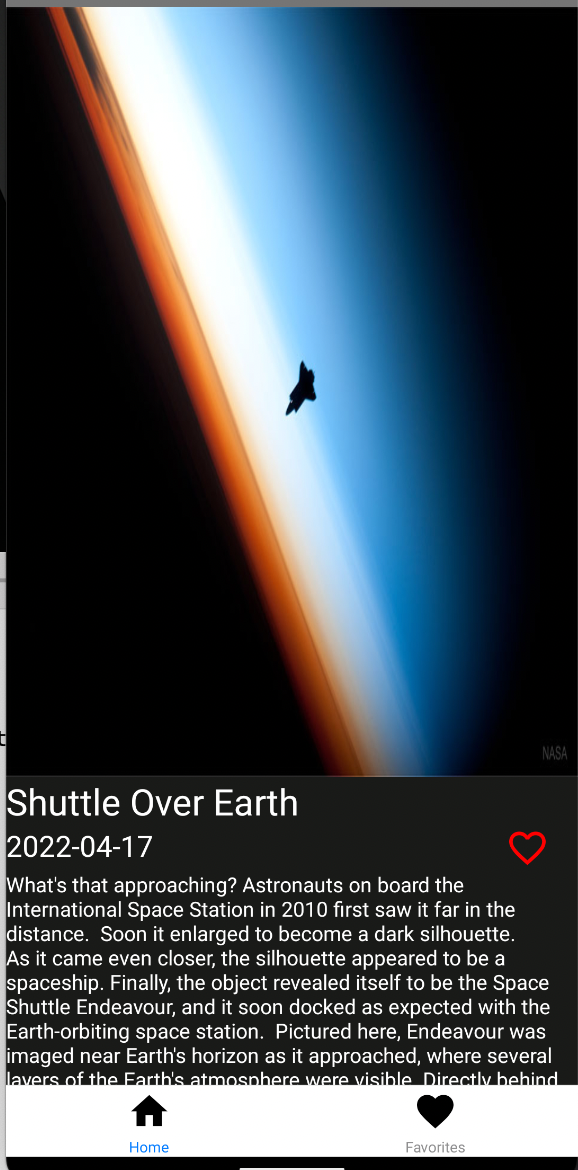 NASA
Shuttle Over Earth
2022-04-17
What's that approaching? Astronauts on board the
International Space Station in 2010 first saw it far in the
distance.  Soon it enlarged to become a dark silhouette.
As it came even closer, the silhouette appeared to be a
spaceship. Finally, the object revealed itself to be the Space
Shuttle Endeavour, and it soon docked as expected with the
Earth-orbiting space station.  Pictured here, Endeavour was
imaged near Earth's horizon as it approached, where several
layers of the Earth's atmosphere were visible. Directly behind
Home
Favorites